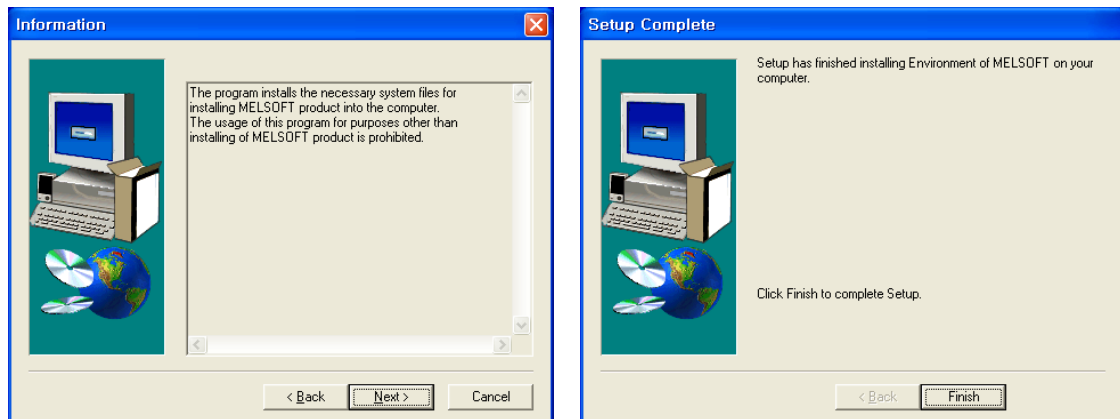 Information
The program installs the necessary system files for
installing MELSOFT product into the computer.
The usage of this program for purposes other than
installing of MELSOFT product is prohibited.
< Back
Next >
Cancel
Setup Complete
Setup has finished installing Environment of MELSOFT on your
computer.
Click Finish to complete Setup.
< Back
Finish